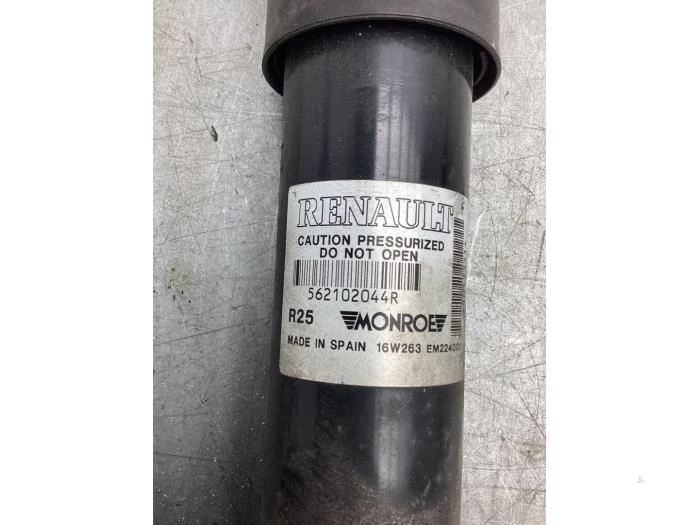 RENAULT
CAUTION PRESSURIZED
DO NOT OPEN
562102044R
R25 MONROE
MADE IN SPAIN 16W263